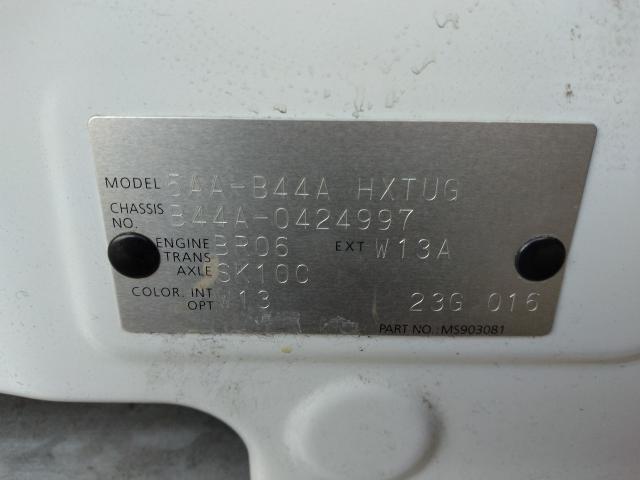 MODEL 5AA-B44A HXTUG
CHASSIS NO. B44A-0424997
ENGINE BR06 EXT W13A
TRANS AXLE SK10C
COLOR. INT W13
OPT 23G 016
PART NO.:MS903081